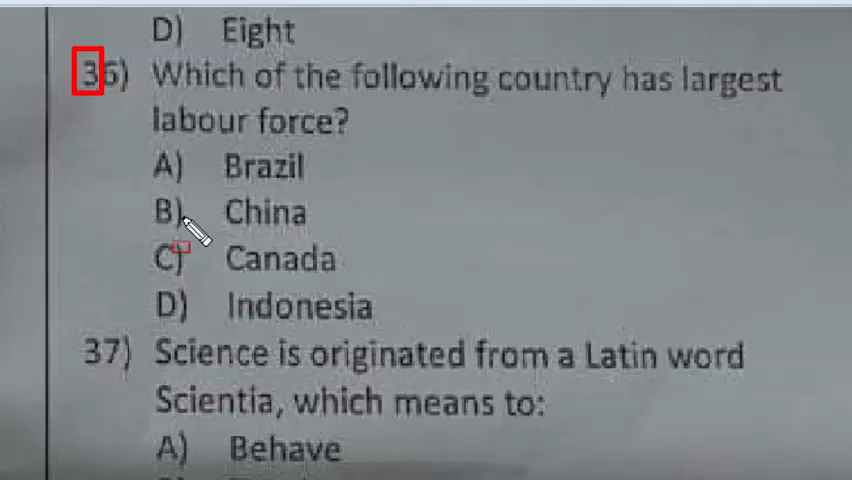 D) Eight
36) Which of the following country has largest
labour force?
A) Brazil
B) China
C) Canada
D) Indonesia
37) Science is originated from a Latin word
Scientia, which means to:
A) Behave